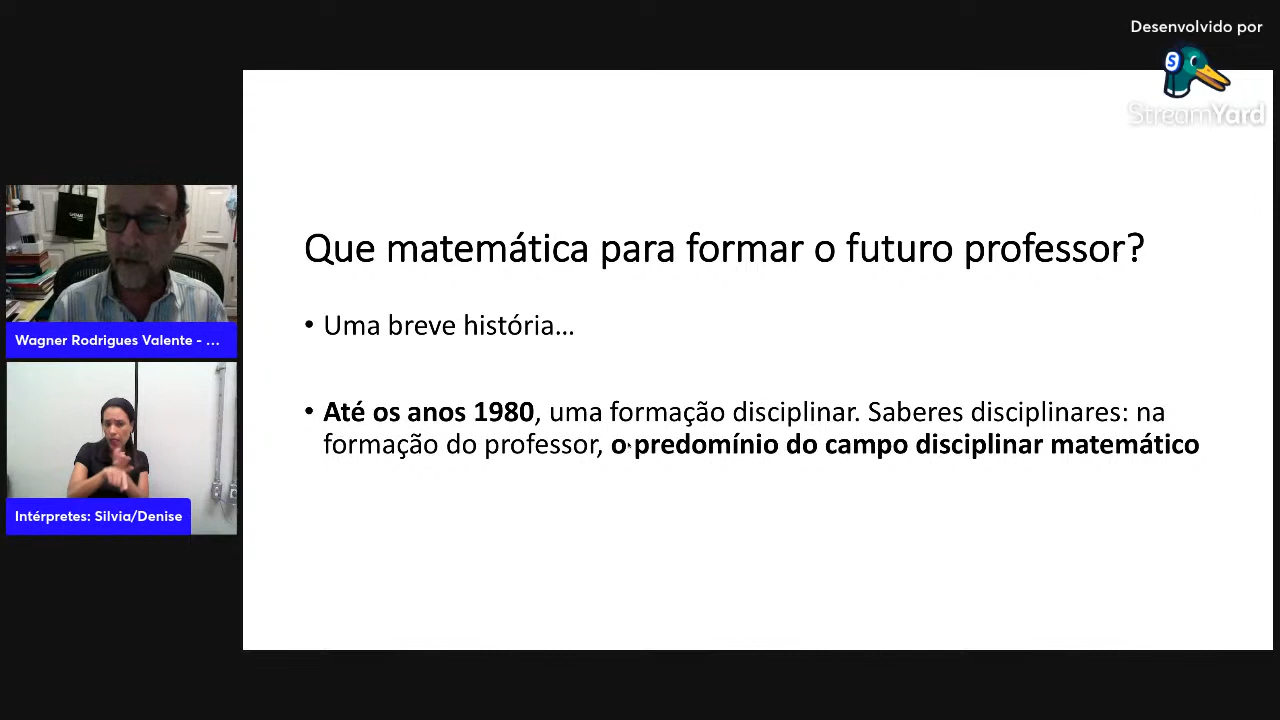 Desenvolvido por
StreamYard
Que matemática para formar o futuro professor?
• Uma breve história...
• Até os anos 1980, uma formação disciplinar. Saberes disciplinares: na
formação do professor, o predomínio do campo disciplinar matemático
Wagner Rodrigues Valente - ...
Intérpretes: Silvia/Denise